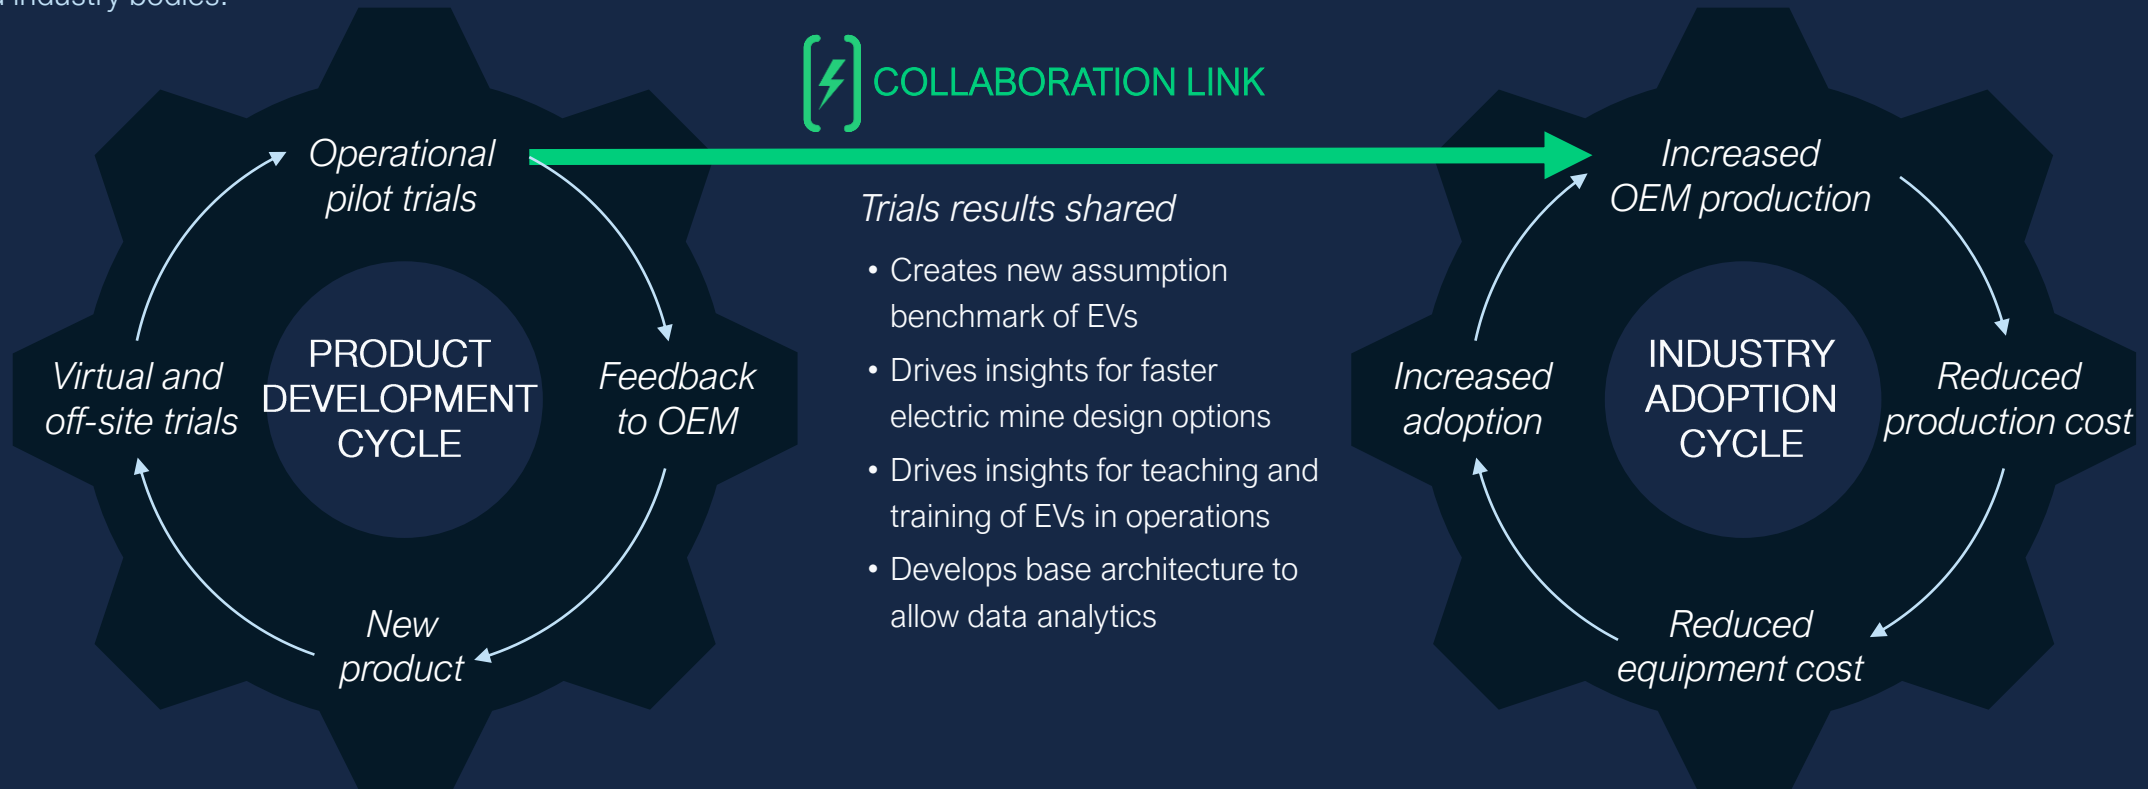 industry bodies.
COLLABORATION LINK
Operational
pilot trials
Feedback
to OEM
New
product
Virtual and
off-site trials
PRODUCT
DEVELOPMENT
CYCLE
Trials results shared
• Creates new assumption
benchmark of EVs
• Drives insights for faster
electric mine design options
• Drives insights for teaching and
training of EVs in operations
• Develops base architecture to
allow data analytics
Increased
OEM production
Reduced
production cost
Reduced
equipment cost
Increased
adoption
INDUSTRY
ADOPTION
CYCLE